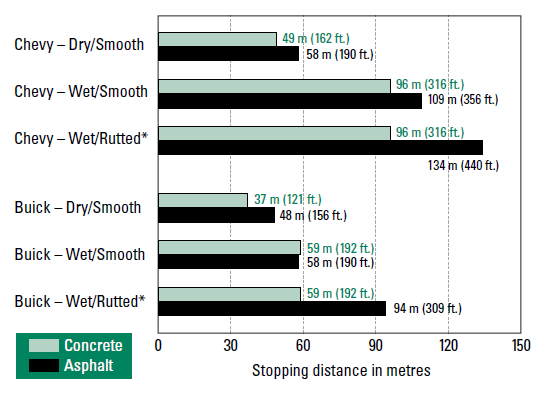 Chevy – Dry/Smooth
49 m (162 ft.)
58 m (190 ft.)
Chevy – Wet/Smooth
96 m (316 ft.)
109 m (356 ft.)
Chevy – Wet/Rutted*
96 m (316 ft.)
134 m (440 ft.)
Buick – Dry/Smooth
37 m (121 ft.)
48 m (156 ft.)
Buick – Wet/Smooth
59 m (192 ft.)
58 m (190 ft.)
Buick – Wet/Rutted*
59 m (192 ft.)
94 m (309 ft.)
Concrete
Asphalt
0 30 60 90 120 150
Stopping distance in metres